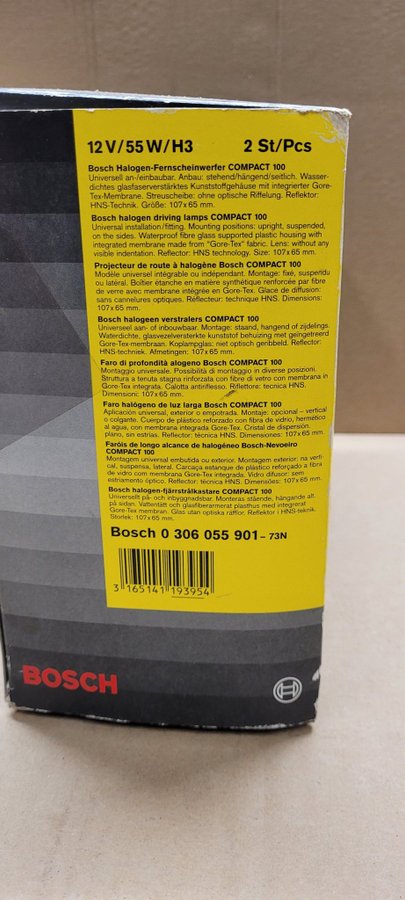 12 V/55 W/H3 2 St/Pcs
Bosch Halogen-Fernscheinwerfer COMPACT 100
Universell an-/einbaubar. Anbau: stehend/hängend/seitlich. Wasser-
dichtes glasfaserverstärktes Kunststoffgehäuse mit integrierter Gore-
Tex-Membran. Streuscheibe: ohne optische Riffelung. Reflektor:
HNS-Technik. Größe: 107x65 mm.
Bosch halogen driving lamps COMPACT 100
Universal installation/fitting. Mounting positions: upright, suspended,
on the sides. Waterproof fibre glass supported plastic housing with
integrated membrane made from "Gore-Tex" fabric. Lens: without any
visible indentation. Reflector: HNS technology. Size: 107x65 mm.
Projecteur de route à halogène Bosch COMPACT 100
Modèle universel intégrable ou indépendant. Montage: fixé, suspendu
ou latéral. Boîtier étanche en matière synthétique renforcée par fibre
de verre avec membrane intégrée en Gore-Tex. Glace de diffusion:
sans cannelures optiques. Reflecteur: technique HNS. Dimensions:
107x65 mm.
Bosch halogeen verstralers COMPACT 100
Universeel aan- of inbouwbaar. Montage: staand, hangend of zijdelings.
Waterdichte, glasvezelversterkte kunststof behuizing met geïntegreerd
Gore-Tex-Membraan. Koplampglas: niet optisch geribbeld. Reflector:
HNS-techniek. Afmetingen: 107x65 mm.
Faro di profondità alogeno Bosch COMPACT 100
Montaggio universale. Possibilità di montaggio in diverse posizioni.
Struttura a tenuta stagna rinforzata con fibre di vetro con membrana in
Gore-Tex integrata. Calottina antiriflesso. Riflettore: tecnica HNS.
Dimensioni: 107x65 mm.
Faro halógeno de luz larga Bosch COMPACT 100
Aplicación universal, exterior o empotrada. Montaje: opcional – vertical
o colgante. Cuerpo de plástico reforzado con fibra de vidrio, hermético
al agua, con membrana integrada Gore-Tex. Cristal de dispersión
plano, sin estrias. Reflector: técnica HNS. Dimensiones: 107x65 mm.
Faróis de longo alcance de halogéneo Bosch-Nevoeiro
COMPACT 100
Montagem universal embutida ou exterior. Montagem exterior: na verti-
cal, suspensa, lateral. Carcaça estanque de plástico reforçado a fibra
de vidro com membrana integrada Gore-Tex. Vidro difusor: sem
estriamento óptico. Reflector: técnica HNS. Dimensões: 107x65 mm.
Bosch halogen-fjärrstrålkastare COMPACT 100
Universellt på- och inbyggnadsbar. Monteras stående, hängande alt.
på sidan. Vattentätt och glasfiberarmerat plasthus med integrerat
Gore-Tex membran. Glas utan optiska räfflor. Reflektor i HNS-teknik.
Storlek: 107x65 mm.
Bosch 0 306 055 901 – 73N
3 165141 193954
BOSCH